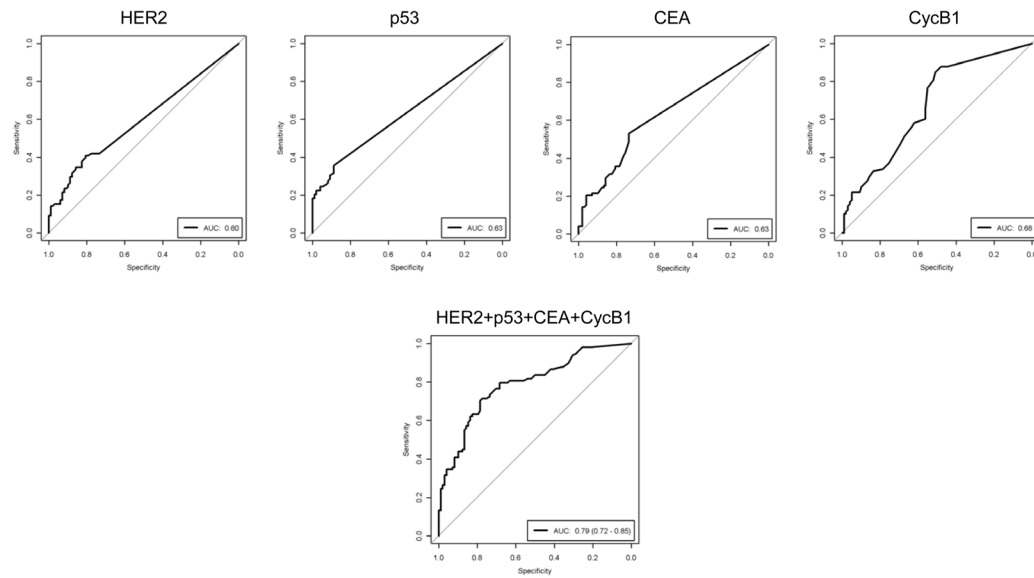 HER2
p53
CEA
CycB1
Sensitivity
0.0 0.2 0.4 0.6 0.8 1.0
1.0 0.8 0.6 0.4 0.2 0.0
Specificity
AUC: 0.60
Sensitivity
0.0 0.2 0.4 0.6 0.8 1.0
1.0 0.8 0.6 0.4 0.2 0.0
Specificity
AUC: 0.63
Sensitivity
0.0 0.2 0.4 0.6 0.8 1.0
1.0 0.8 0.6 0.4 0.2 0.0
Specificity
AUC: 0.63
Sensitivity
0.0 0.2 0.4 0.6 0.8 1.0
1.0 0.8 0.6 0.4 0.2 0.0
Specificity
AUC: 0.68
HER2+p53+CEA+CycB1
Sensitivity
0.0 0.2 0.4 0.6 0.8 1.0
1.0 0.8 0.6 0.4 0.2 0.0
Specificity
AUC: 0.79 (0.72 - 0.85)